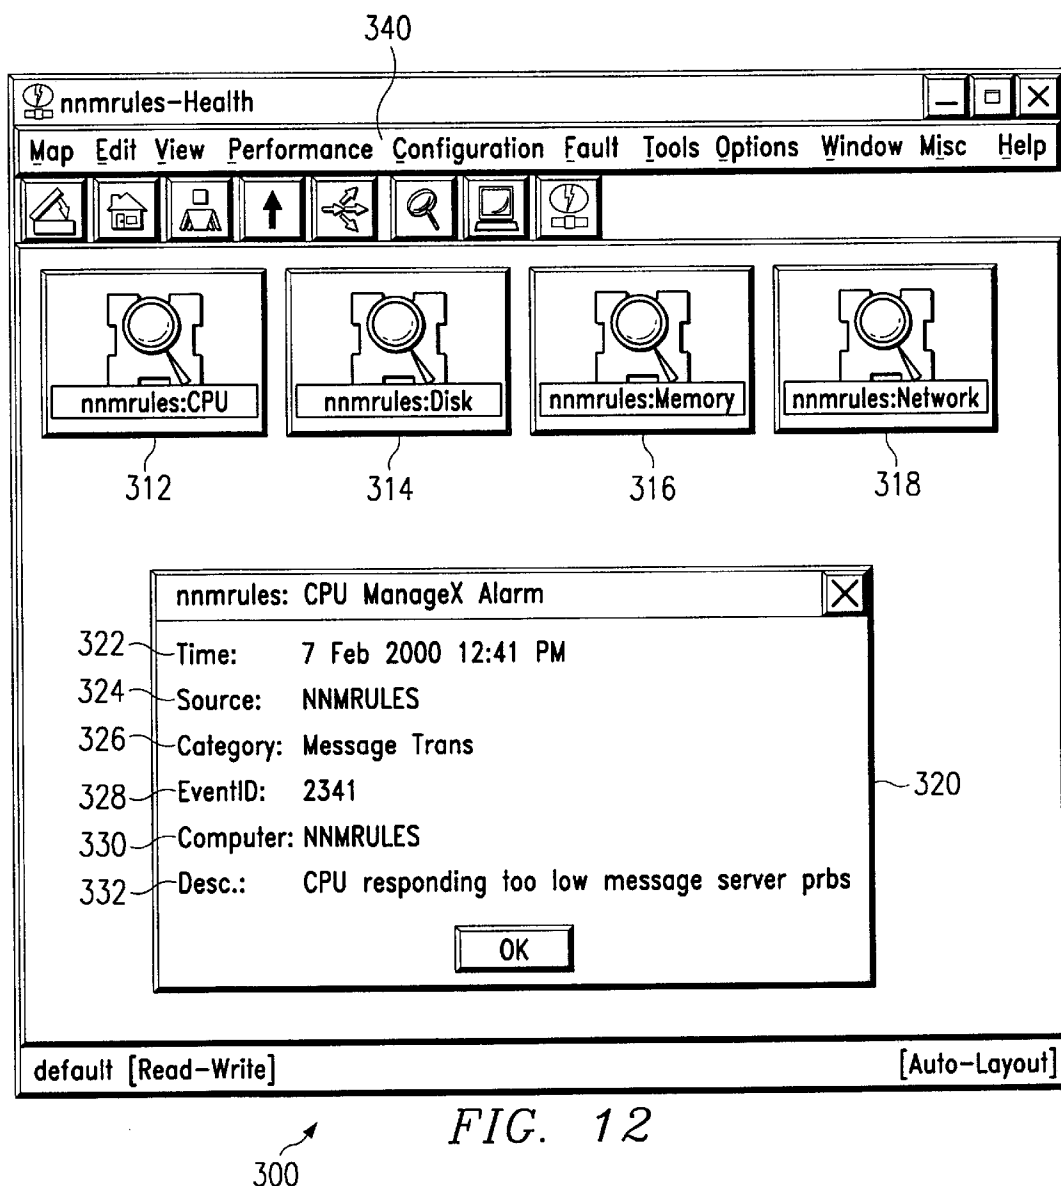 340
nnmrules-Health
Map Edit View Performance Configuration Fault Tools Options Window Misc Help
nnmrules:CPU nnmrules:Disk nnmrules:Memory nnmrules:Network
312 314 316 318
nnmrules: CPU ManageX Alarm
322 Time: 7 Feb 2000 12:41 PM
324 Source: NNMRULES
326 Category: Message Trans
328 EventID: 2341
320
330 Computer: NNMRULES
332 Desc.: CPU responding too low message server prbs
OK
default [Read-Write] [Auto-Layout]
FIG. 12
300